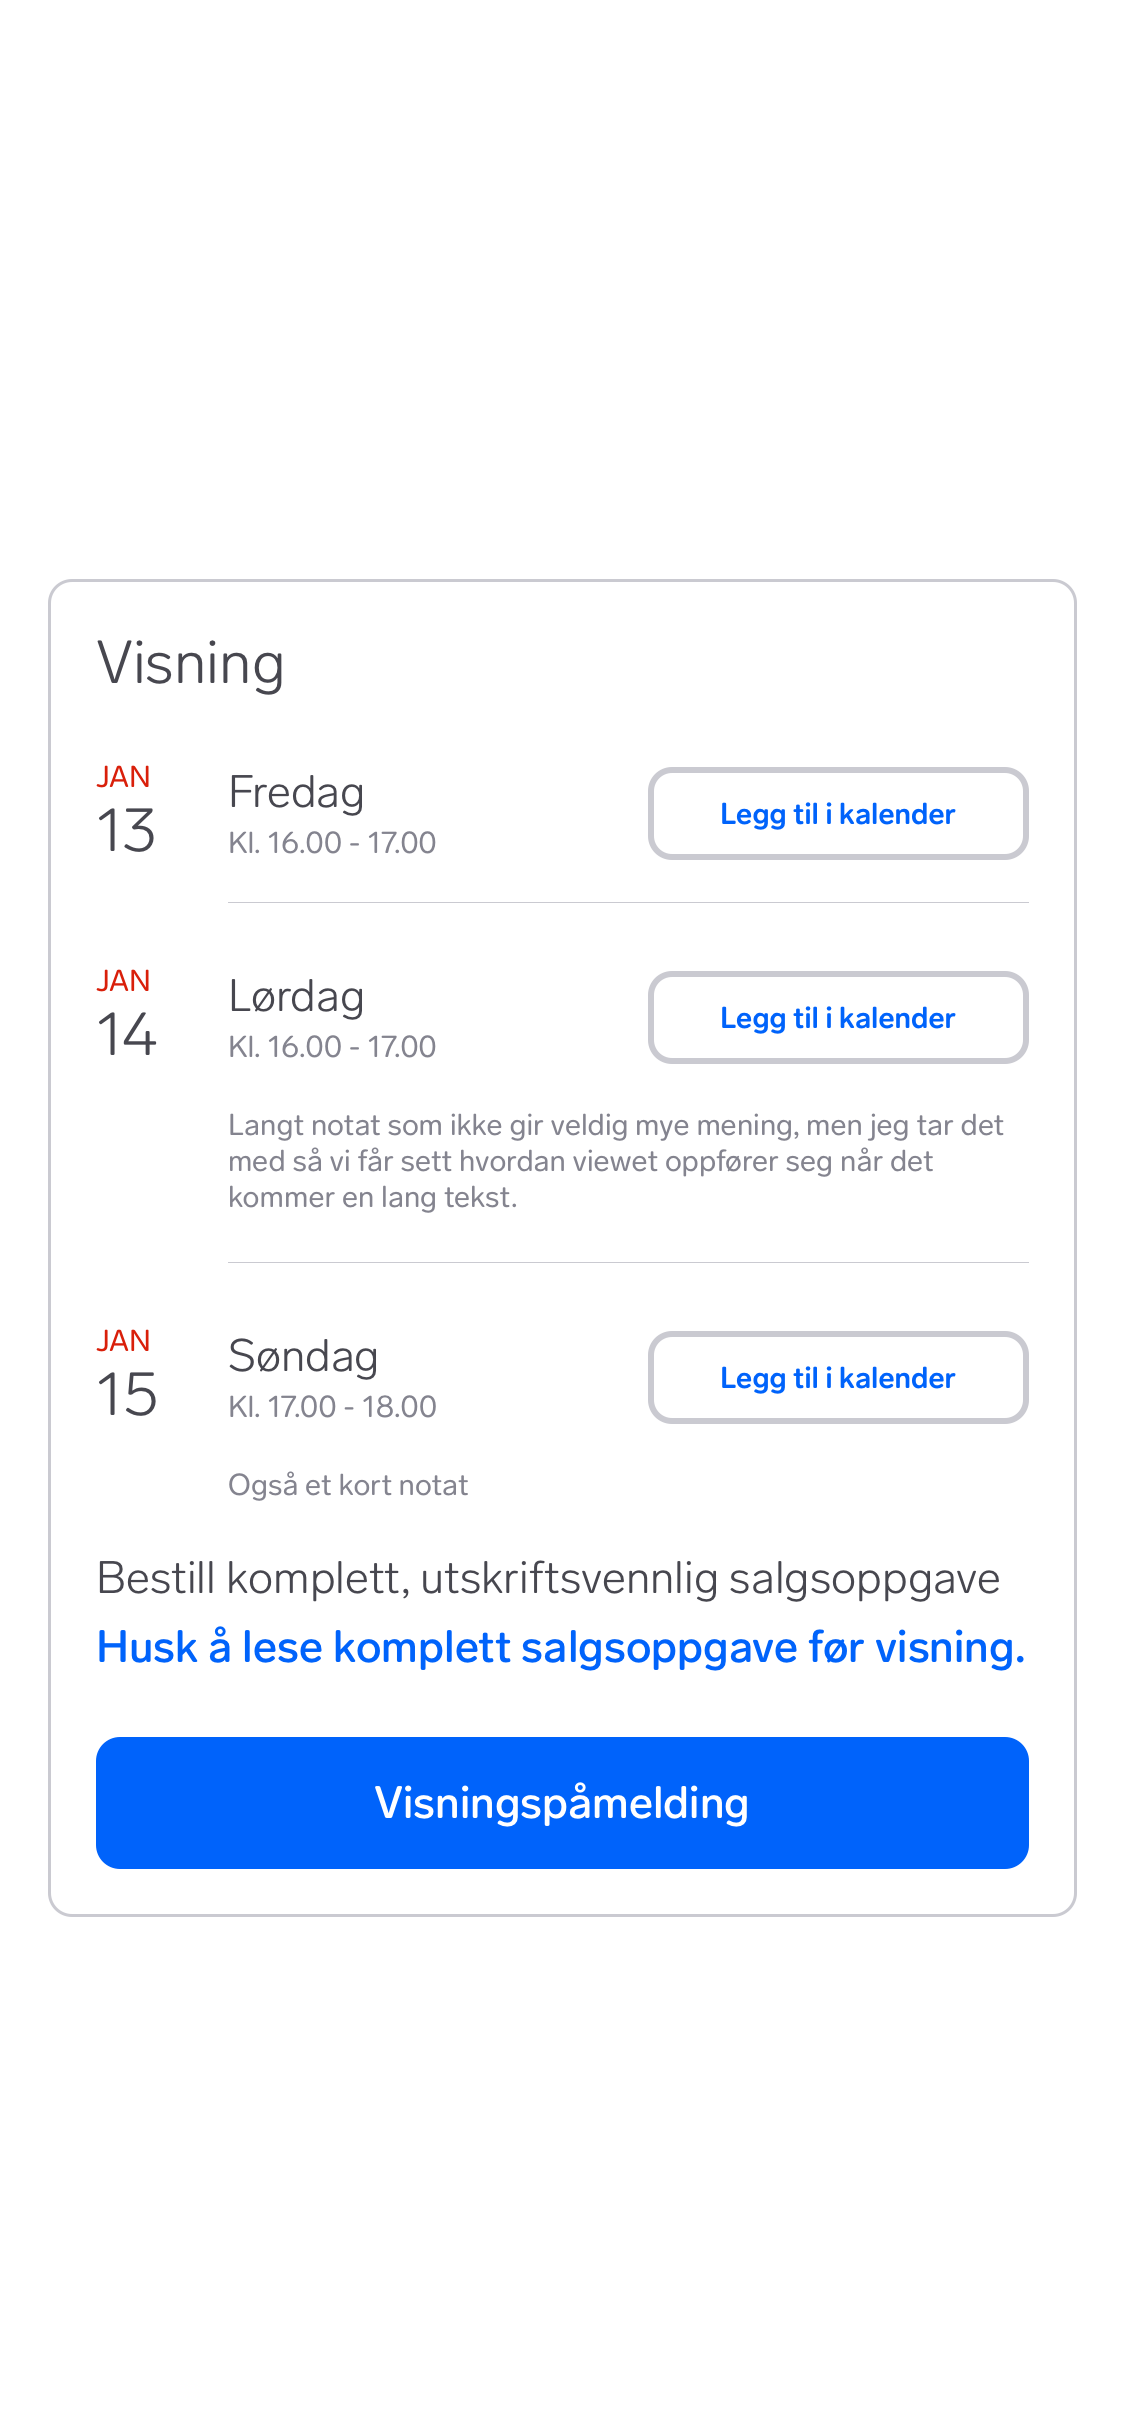 Visning
JAN
13
Fredag
Kl. 16.00 - 17.00
Legg til i kalender
JAN
14
Lørdag
Kl. 16.00 - 17.00
Legg til i kalender
Langt notat som ikke gir veldig mye mening, men jeg tar det
med så vi får sett hvordan viewet oppfører seg når det
kommer en lang tekst.
JAN
15
Søndag
Kl. 17.00 - 18.00
Legg til i kalender
Også et kort notat
Bestill komplett, utskriftsvennlig salgsoppgave
Husk å lese komplett salgsoppgave før visning.
Visningspåmelding